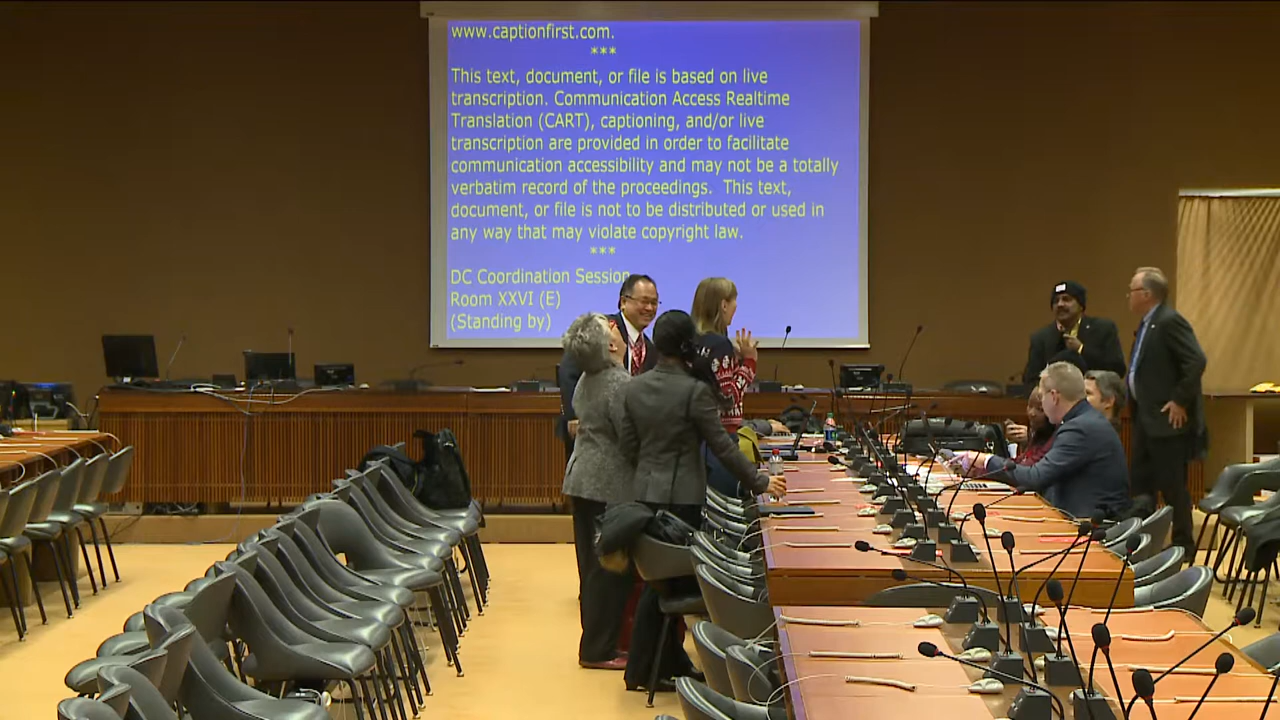 www.captionfirst.com.
***
This text, document, or file is based on live
transcription. Communication Access Realtime
Translation (CART), captioning, and/or live
transcription are provided in order to facilitate
communication accessibility and may not be a totally
verbatim record of the proceedings.  This text,
document, or file is not to be distributed or used in
any way that may violate copyright law.
***
DC Coordination Session
Room XXVI (E)
(Standing by)